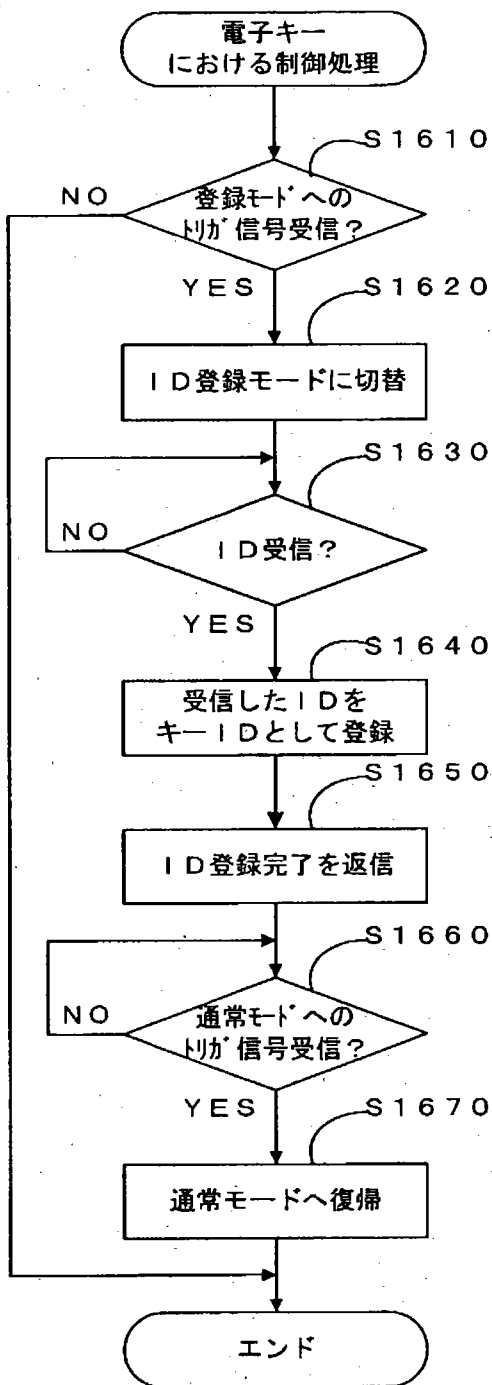 電子キー
における制御処理
S1610
NO
登録モードへの
トリガ信号受信？
YES
S1620
ＩＤ登録モードに切替
S1630
NO
ＩＤ受信？
YES
S1640
受信したＩＤを
キーＩＤとして登録
S1650
ＩＤ登録完了を返信
S1660
NO
通常モードへの
トリガ信号受信？
YES
S1670
通常モードへ復帰
エンド